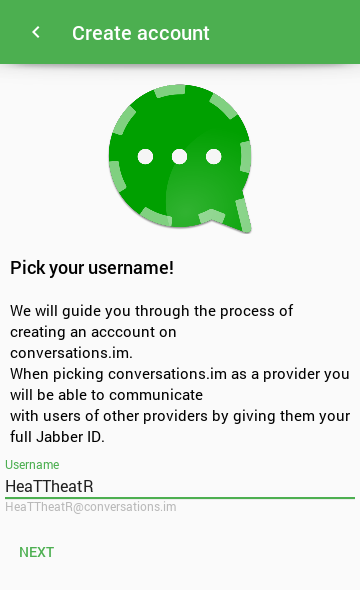 Create account
Pick your username!
We will guide you through the process of
creating an acccount on
conversations.im.
When picking conversations.im as a provider you
will be able to communicate
with users of other providers by giving them your
full Jabber ID.
Username
HeaTTheatR
HeaTTheatR@conversations.im
NEXT